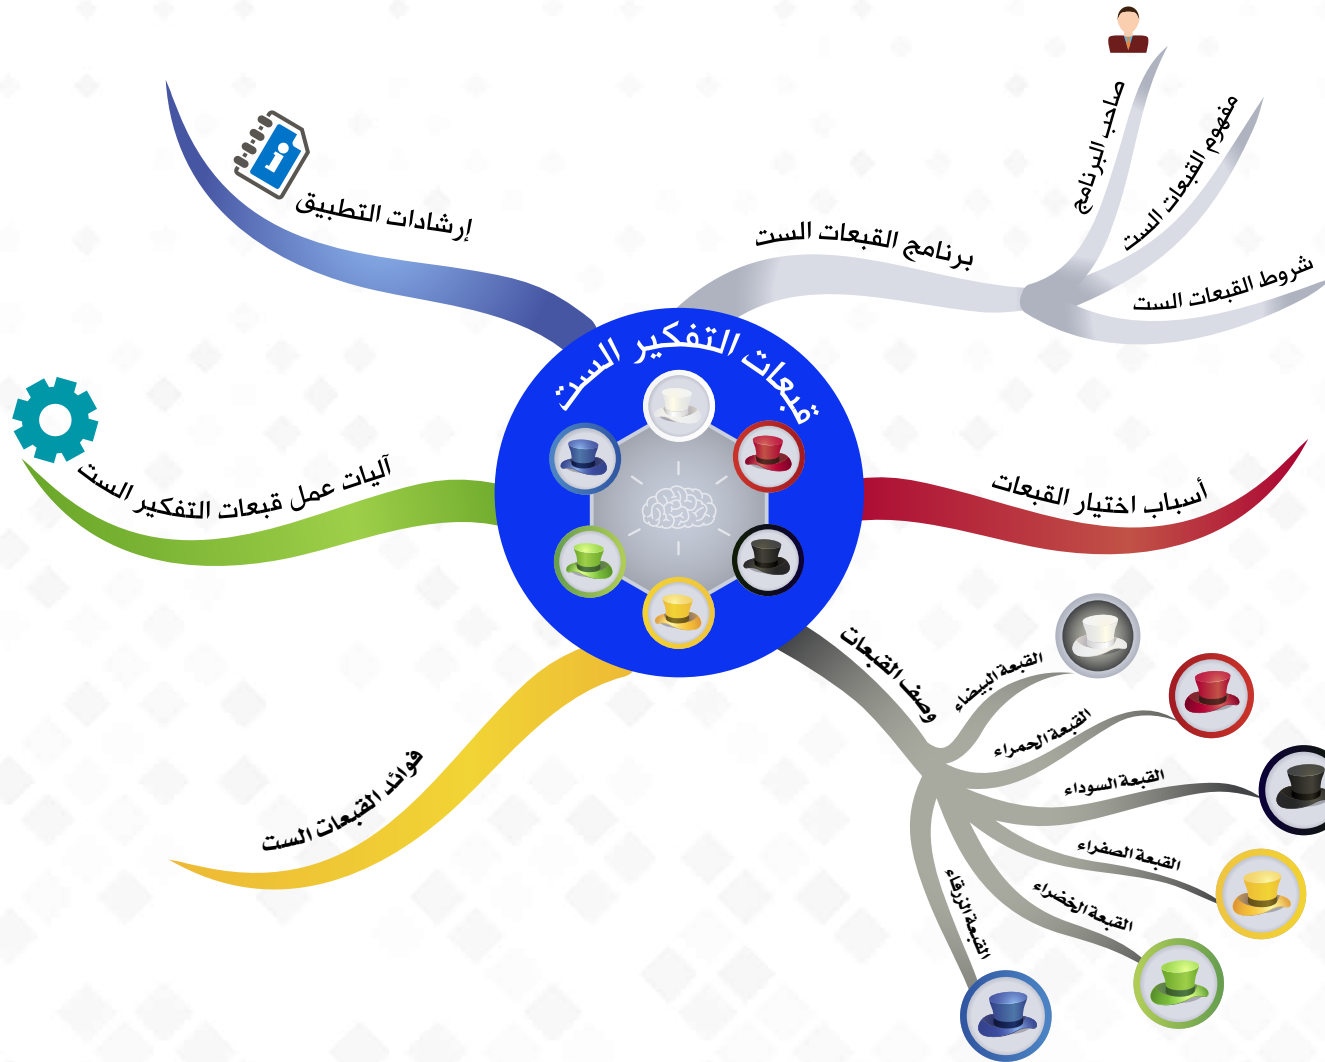 قبعات التفكير الست
برنامج القبعات الست
صاحب البرنامج
مفهوم القبعات الست
شروط القبعات الست
أسباب اختيار القبعات
وصف القبعات
القبعة البيضاء
القبعة الحمراء
القبعة السوداء
القبعة الصفراء
القبعة الخضراء
القبعة الزرقاء
فوائد القبعات الست
آليات عمل قبعات التفكير الست
إرشادات التطبيق
i